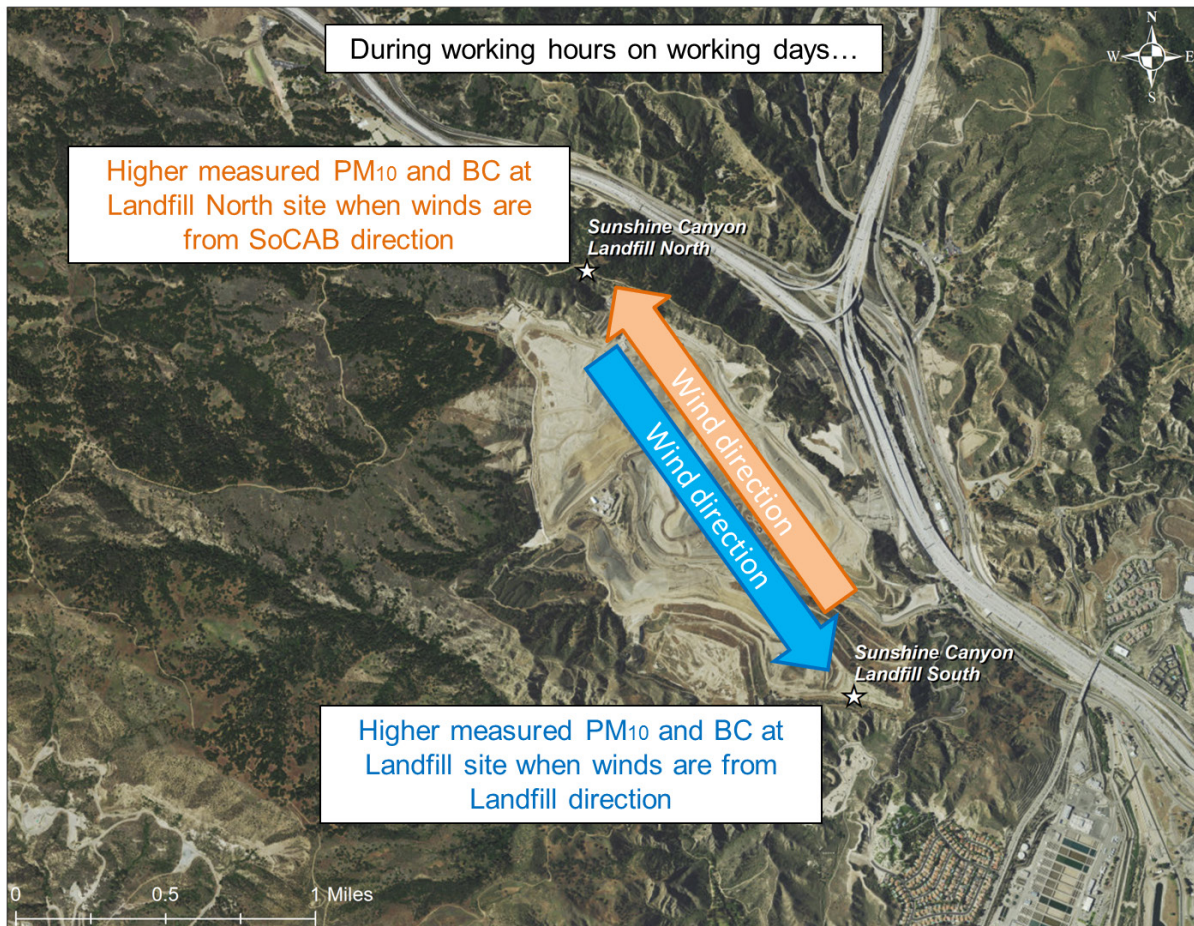 During working hours on working days…
N
W E
S
Higher measured PM10 and BC at
Landfill North site when winds are
from SoCAB direction
Sunshine Canyon
Landfill North
Wind direction
Wind direction
Sunshine Canyon
Landfill South
Higher measured PM10 and BC at
Landfill site when winds are from
Landfill direction
0 0.5 1 Miles